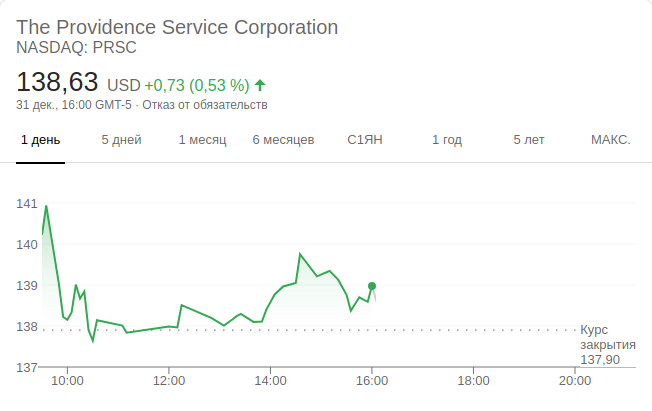 The Providence Service Corporation
NASDAQ: PRSC
138,63 USD +0,73 (0,53 %)
31 дек., 16:00 GMT-5 · Отказ от обязательств
1 день 5 дней 1 месяц 6 месяцев С1ЯН 1 год 5 лет МАКС.
141
140
139
138
Курс
закрытия
137,90
137
10:00 12:00 14:00 16:00 18:00 20:00